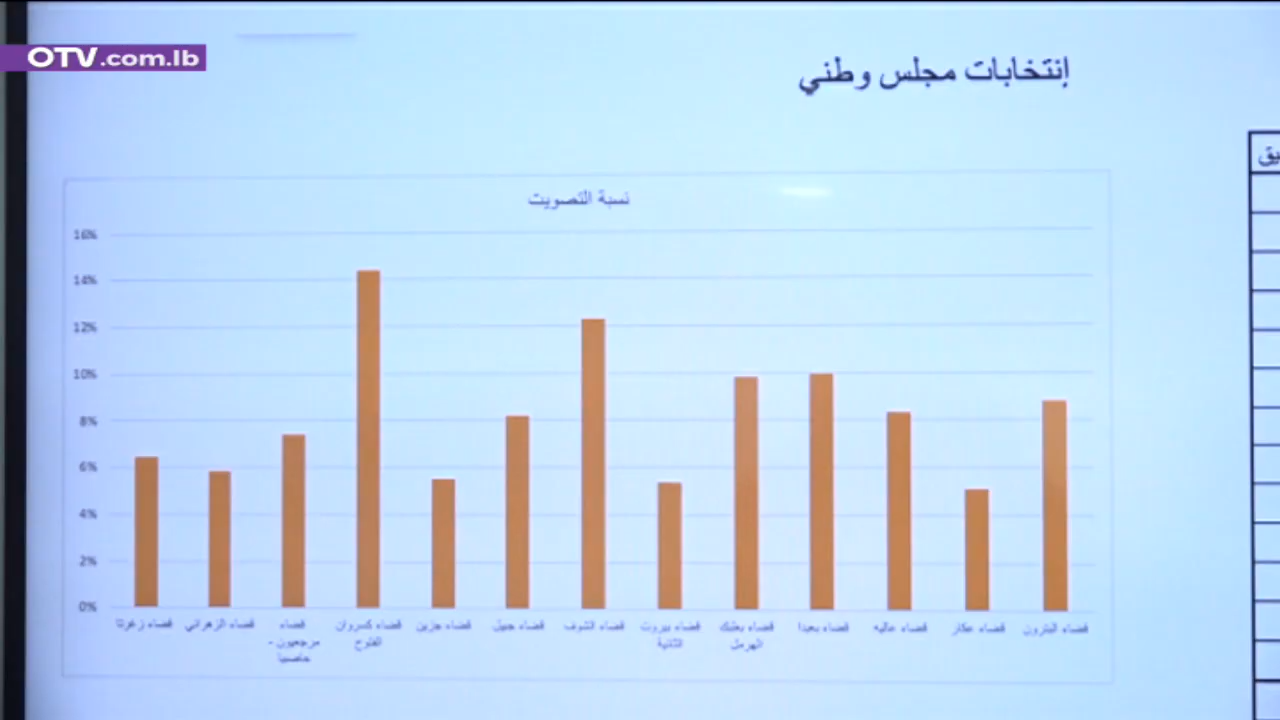 OTV.com.lb
إنتخابات مجلس وطني
يق
نسبة التصويت
16%
14%
12%
10%
8%
6%
4%
2%
0%
قضاء زغرتا
قضاء الزهراني
قضاء
مرجعيون -
حاصبيا
قضاء كسروان
الفتوح
قضاء جزين
قضاء جبيل
قضاء الشوف
قضاء بيروت
الثانية
قضاء بعلبك
الهرمل
قضاء بعبدا
قضاء عاليه
قضاء عكار
قضاء البترون